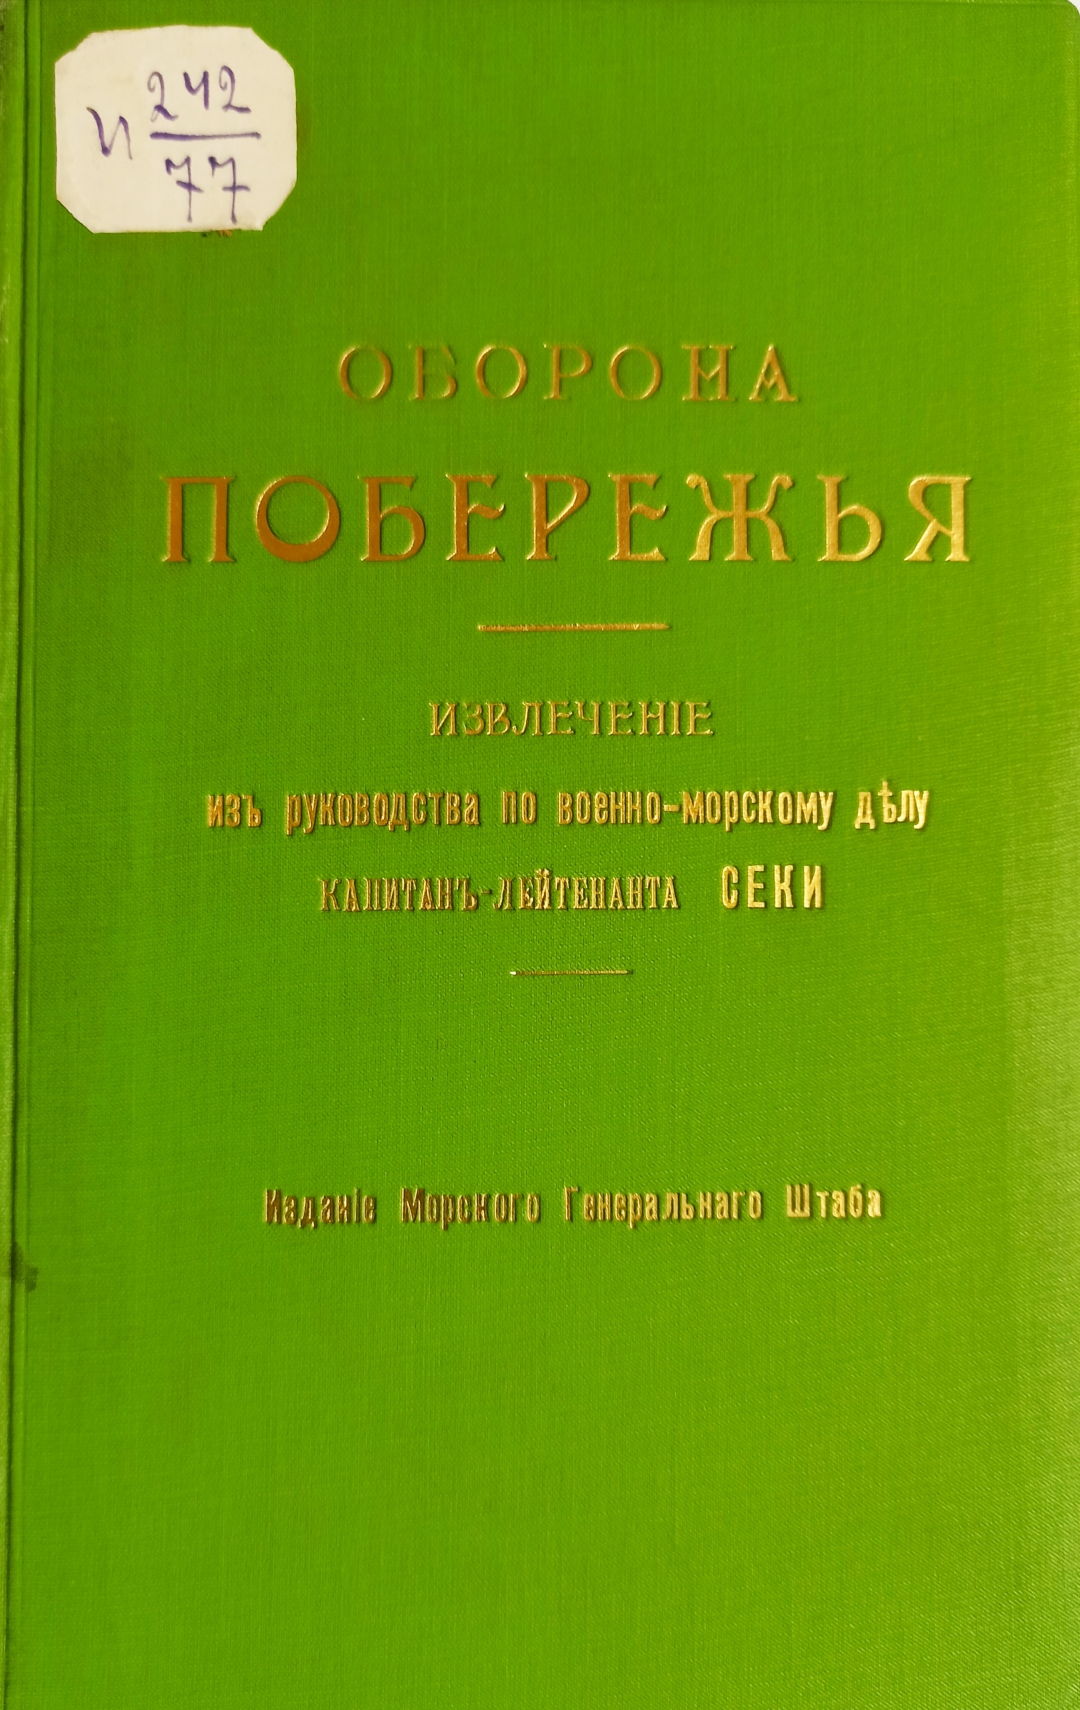 И 242
77
ОБОРОНА
ПОБЕРЕЖЬЯ
ИЗВЛЕЧЕНІЕ
изъ руководства по военно-морскому дѣлу
КАПИТАНЪ-ЛЕЙТЕНАНТА СЕКИ
Изданіе Морского Генеральнаго Штаба